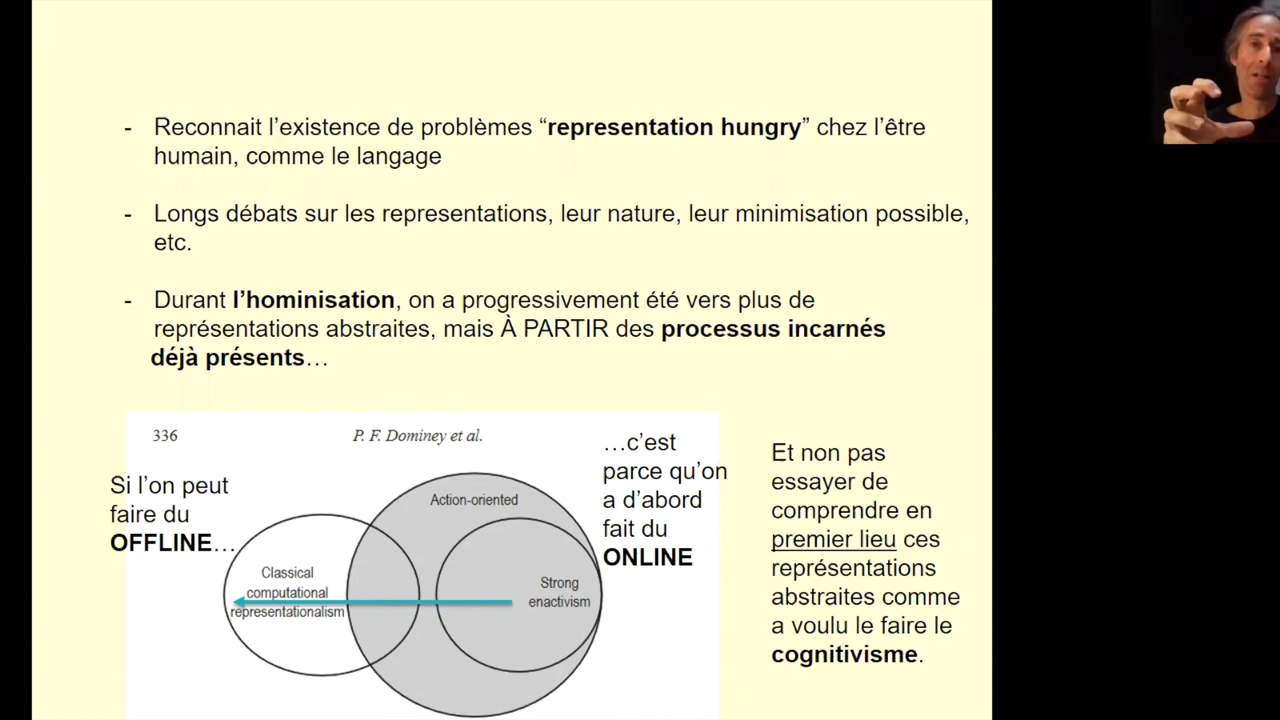 - Reconnait l’existence de problèmes “representation hungry” chez l’être
humain, comme le langage
- Longs débats sur les representations, leur nature, leur minimisation possible,
etc.
- Durant l’hominisation, on a progressivement été vers plus de
représentations abstraites, mais À PARTIR des processus incarnés
déjà présents…
336 P. F. Dominey et al.
Si l’on peut
faire du
OFFLINE…
…c’est
parce qu’on
a d’abord
fait du
ONLINE
Action-oriented
Classical
computational
representationalism
Strong
enactivism
Et non pas
essayer de
comprendre en
premier lieu ces
représentations
abstraites comme
a voulu le faire le
cognitivisme.